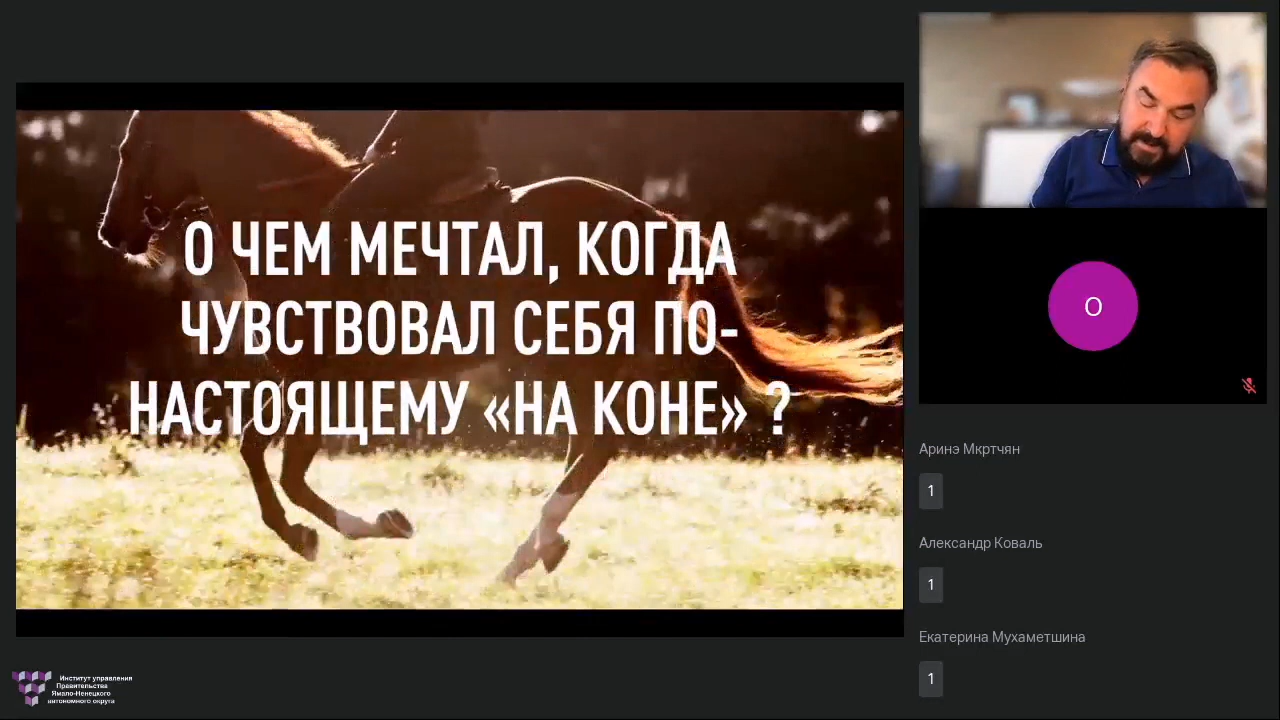 О ЧЕМ МЕЧТАЛ, КОГДА
ЧУВСТВОВАЛ СЕБЯ ПО-
НАСТОЯЩЕМУ «НА КОНЕ» ?
О
Аринэ Мкртчян
1
Александр Коваль
1
Екатерина Мухаметшина
1
Институт управления
Правительства
Ямало-Ненецкого
автономного округа